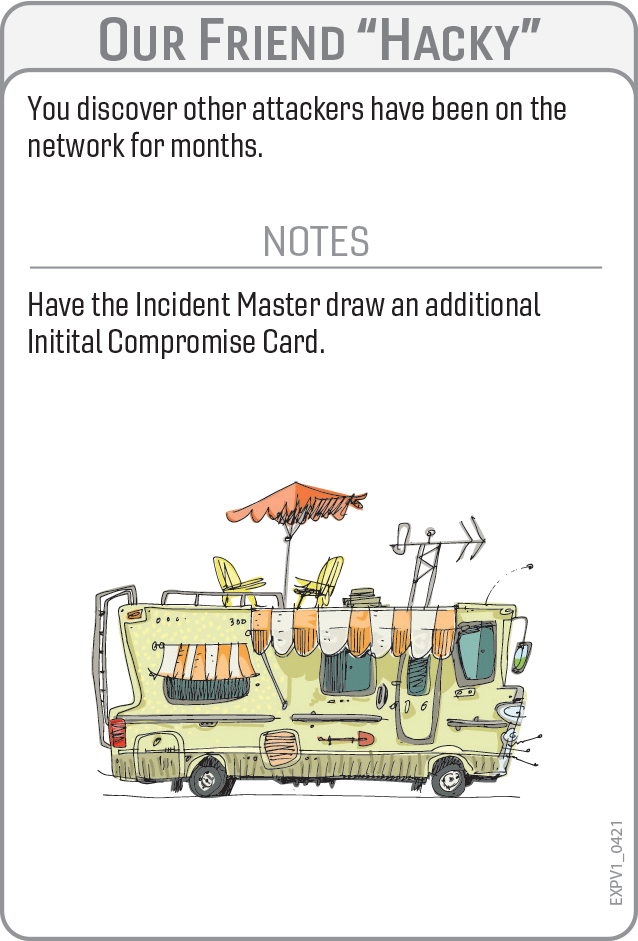 OUR FRIEND “HACKY”
You discover other attackers have been on the
network for months.
NOTES
Have the Incident Master draw an additional
Initital Compromise Card.
300
EXPV1_0421